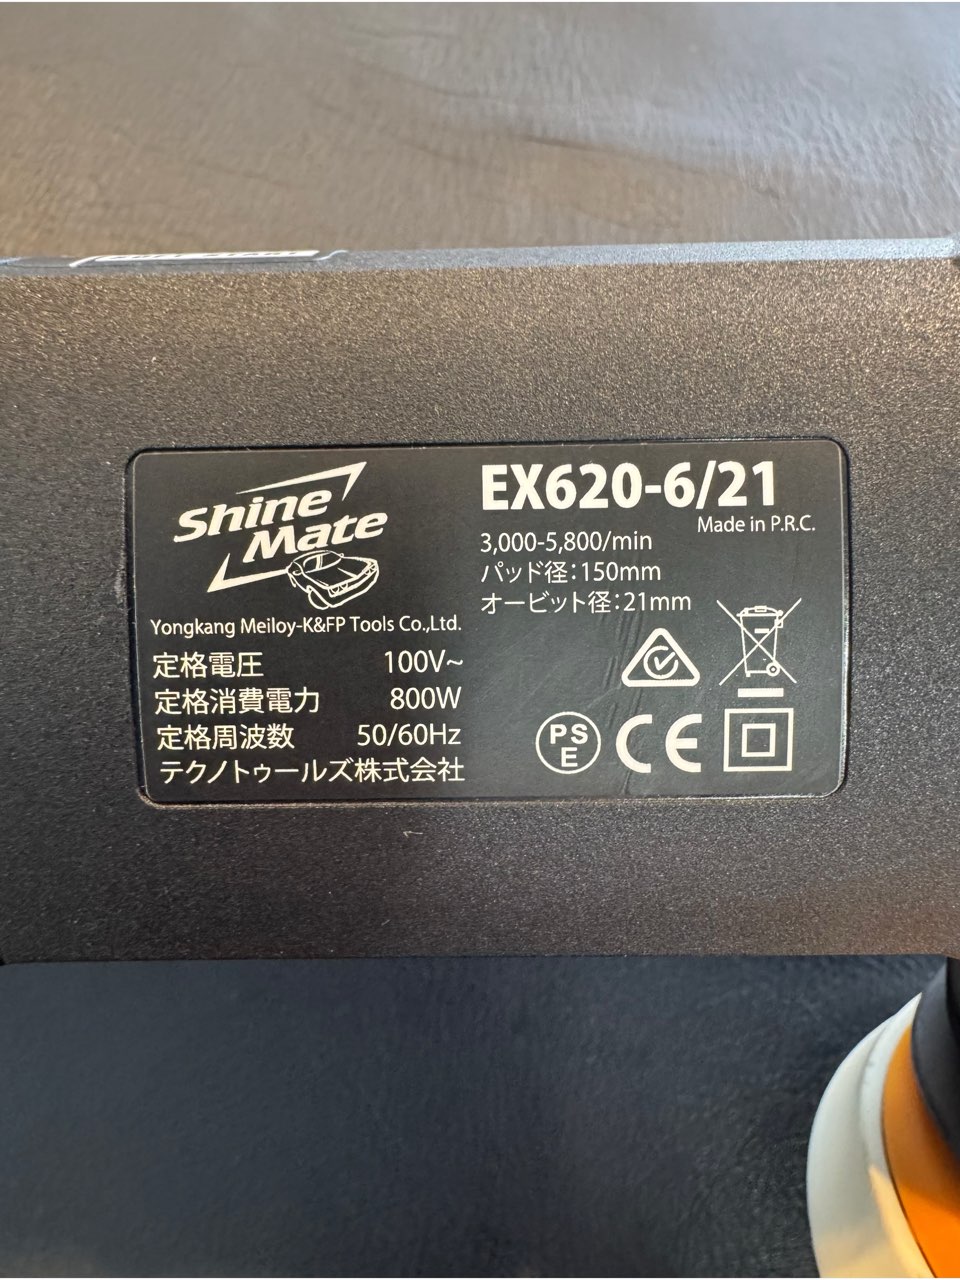 Shine
Mate
Yongkang Meiloy-K&FP Tools Co.,Ltd.
定格電圧 100V~
定格消費電力 800W
定格周波数 50/60Hz
テクノトゥールズ株式会社
EX620-6/21
Made in P.R.C.
3,000-5,800/min
パッド径:150mm
オービット径:21mm
PS
E
CE